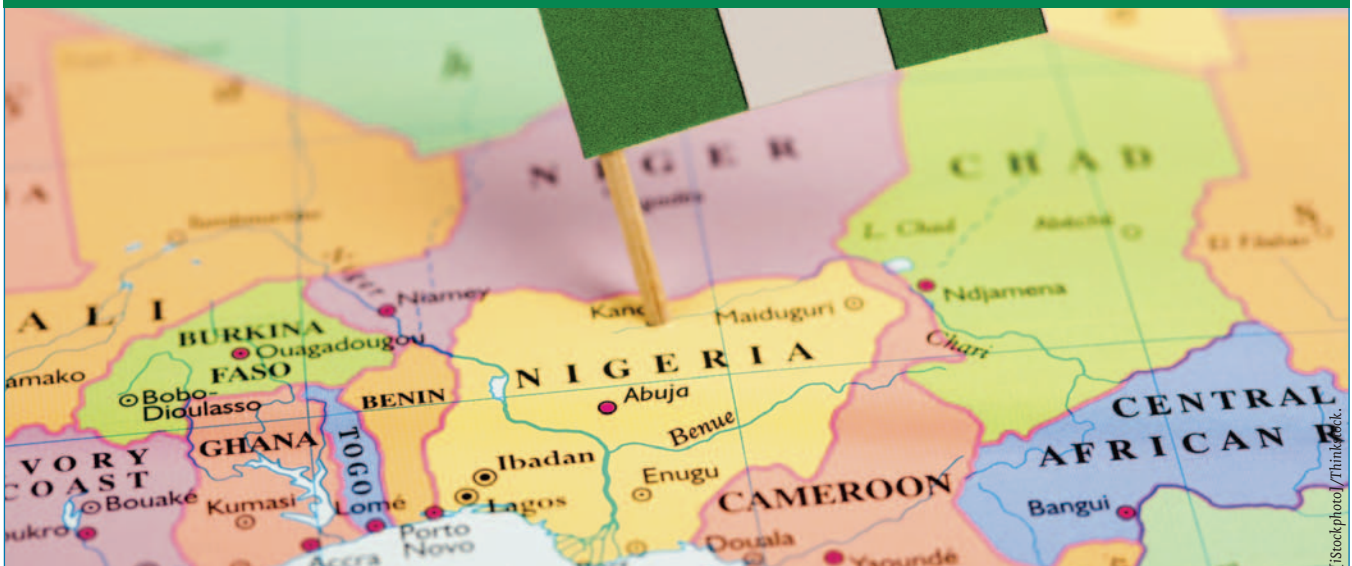 NIGER
CHAD
L. Chad
Abéché
Niamey
Ndjamena
Kano
Maiduguri
ALI
BURKINA
FASO
Ouagadougou
Chari
NIGERIA
amako
Bobo-
Dioulasso
BENIN
Abuja
CENTRAL
AFRICAN R
GHANA
TOGO
Benue
VORY
COAST
Ibadan
Enugu
Bouaké
Kumasi
Lomé
Lagos
CAMEROON
Bangui
oukro
Porto
Novo
Accra
Douala
Yaoundé
[iStockphoto]/Thinkstock.